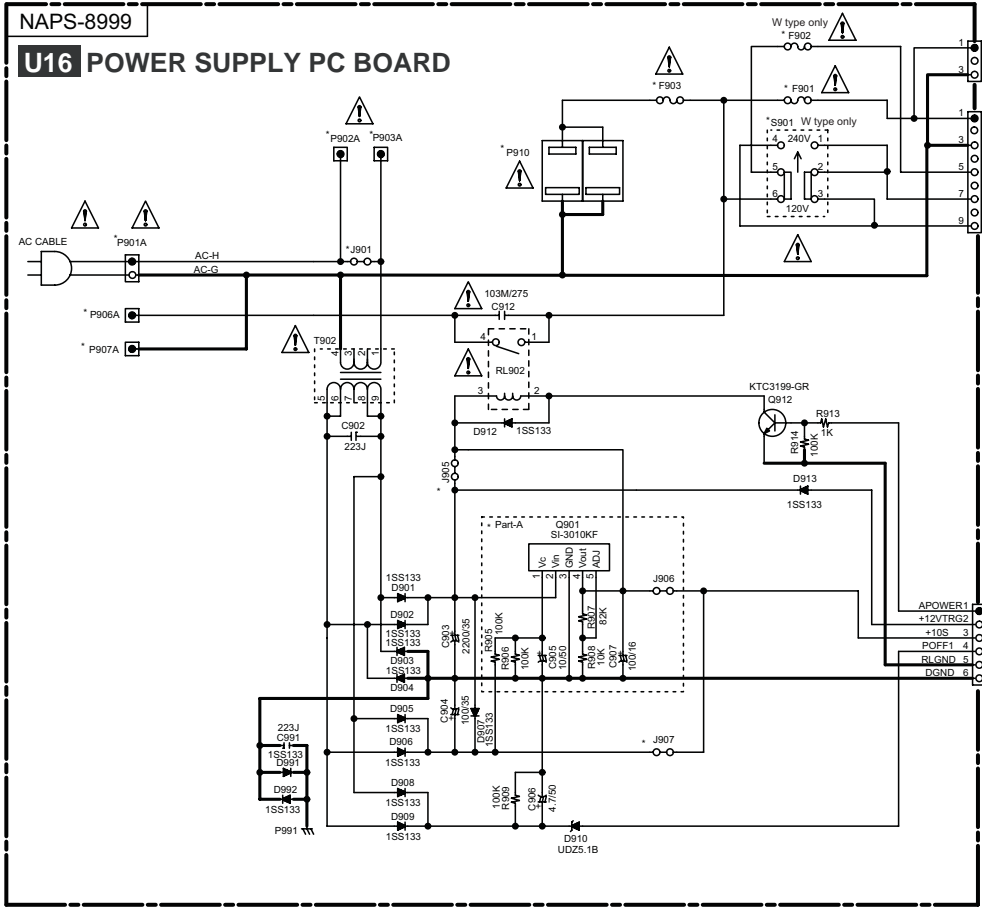 NAPS-8999
U16 POWER SUPPLY PC BOARD
W type only
* F902
* F903
* F901
1
3
*P902A
*P903A
*P910
*S901 W type only
4 240V 1
5 2
6 3
120V
1
3
5
7
9
AC CABLE
*P901A
AC-H
*J901
AC-G
103M/275
C912
* P906A
* P907A
T902
4 3 2 1
5 6 7 8 9
4 1
RL902
3 2
C902
223J
D912 1SS133
KTC3199-GR
Q912
R913
1K
R914
100K
J905
*
D913
1SS133
* Part-A
Q901
SI-3010KF
Vc
Vin
GND
Vout
ADJ
1 2 3 4 5
J906
1SS133
D901
D902
1SS133
1SS133
D903
1SS133
D904
C903
2200/35
R905
100K
R906
100K
C905
10/50
R907
82K
R908
10K
C907
100/16
APOWER1
+12VTRG2
+10S 3
POFF1 4
RLGND 5
DGND 6
C904
100/35
D907
1SS133
D905
1SS133
D906
1SS133
* J907
223J
C991
1SS133
D991
D992
1SS133
P991
D908
1SS133
D909
1SS133
100K
R909
C906
4.7/50
D910
UDZ5.1B